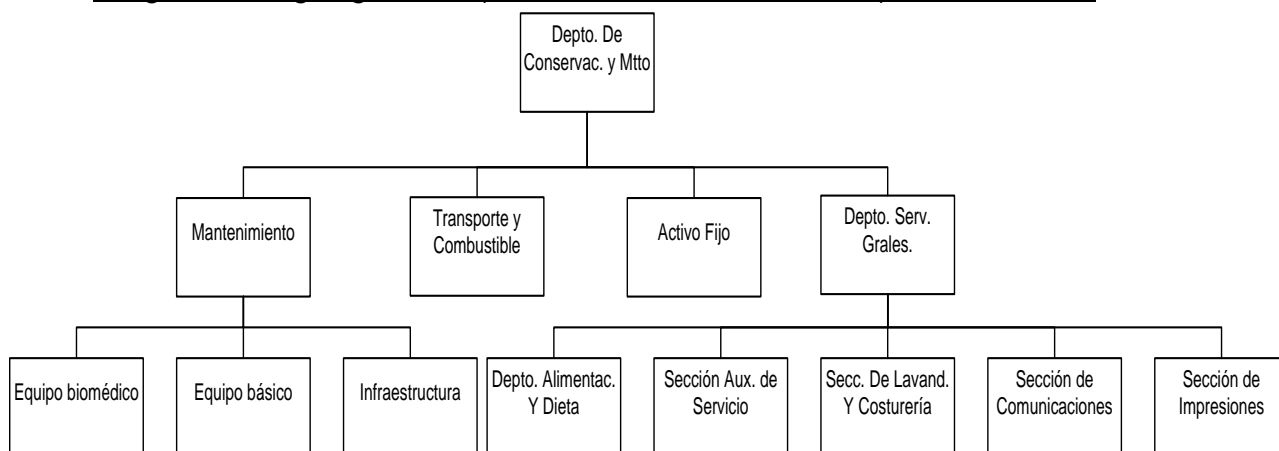 Depto. De
Conservac. y Mtto
Mantenimiento
Transporte y
Combustible
Activo Fijo
Depto. Serv.
Grales.
Equipo biomédico
Equipo básico
Infraestructura
Depto. Alimentac.
Y Dieta
Sección Aux. de
Servicio
Secc. De Lavand.
Y Costurería
Sección de
Comunicaciones
Sección de
Impresiones